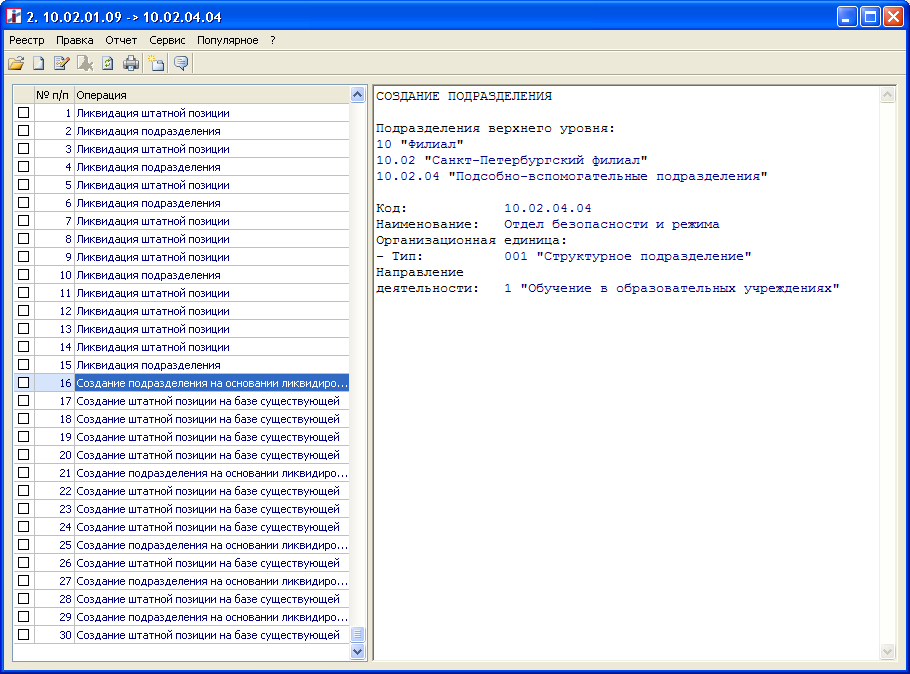 2. 10.02.01.09 -> 10.02.04.04
Реестр Правка Отчет Сервис Популярное ?
№ п/п Операция
1 Ликвидация штатной позиции
2 Ликвидация подразделения
3 Ликвидация штатной позиции
4 Ликвидация подразделения
5 Ликвидация штатной позиции
6 Ликвидация подразделения
7 Ликвидация штатной позиции
8 Ликвидация штатной позиции
9 Ликвидация штатной позиции
10 Ликвидация подразделения
11 Ликвидация штатной позиции
12 Ликвидация штатной позиции
13 Ликвидация штатной позиции
14 Ликвидация штатной позиции
15 Ликвидация подразделения
16 Создание подразделения на основании ликвидиро...
17 Создание штатной позиции на базе существующей
18 Создание штатной позиции на базе существующей
19 Создание штатной позиции на базе существующей
20 Создание штатной позиции на базе существующей
21 Создание подразделения на основании ликвидиро...
22 Создание штатной позиции на базе существующей
23 Создание штатной позиции на базе существующей
24 Создание штатной позиции на базе существующей
25 Создание подразделения на основании ликвидиро...
26 Создание штатной позиции на базе существующей
27 Создание подразделения на основании ликвидиро...
28 Создание штатной позиции на базе существующей
29 Создание подразделения на основании ликвидиро...
30 Создание штатной позиции на базе существующей
СОЗДАНИЕ ПОДРАЗДЕЛЕНИЯ
Подразделения верхнего уровня:
10 "Филиал"
10.02 "Санкт-Петербургский филиал"
10.02.04 "Подсобно-вспомогательные подразделения"
Код: 10.02.04.04
Наименование: Отдел безопасности и режима
Организационная единица:
- Тип: 001 "Структурное подразделение"
Направление
деятельности: 1 "Обучение в образовательных учреждениях"